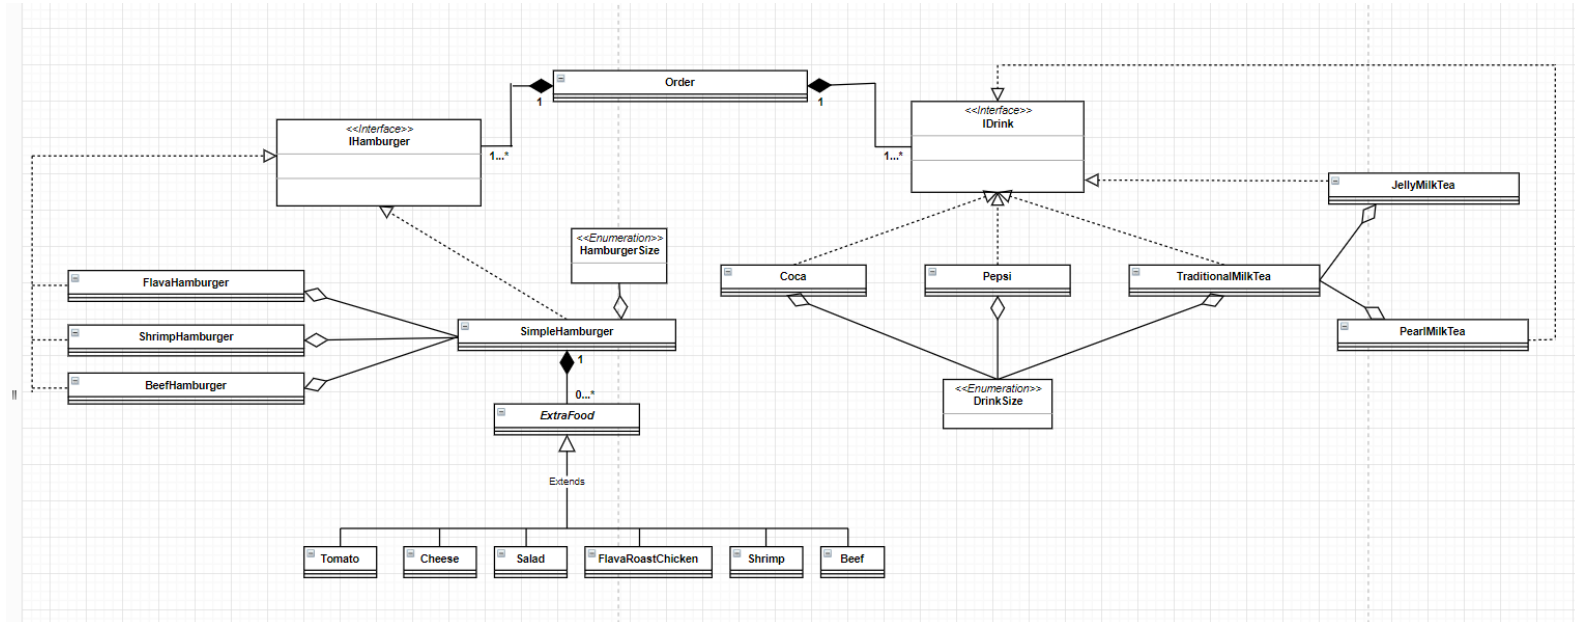 Order
1
1
<<Interface>>
IDrink
<<Interface>>
IHamburger
1...*
1...*
JellyMilkTea
<<Enumeration>>
HamburgerSize
FlavaHamburger
Coca
Pepsi
TraditionalMilkTea
ShrimpHamburger
SimpleHamburger
PearlMilkTea
1
BeefHamburger
0...*
<<Enumeration>>
DrinkSize
ExtraFood
Extends
Tomato
Cheese
Salad
FlavaRoastChicken
Shrimp
Beef